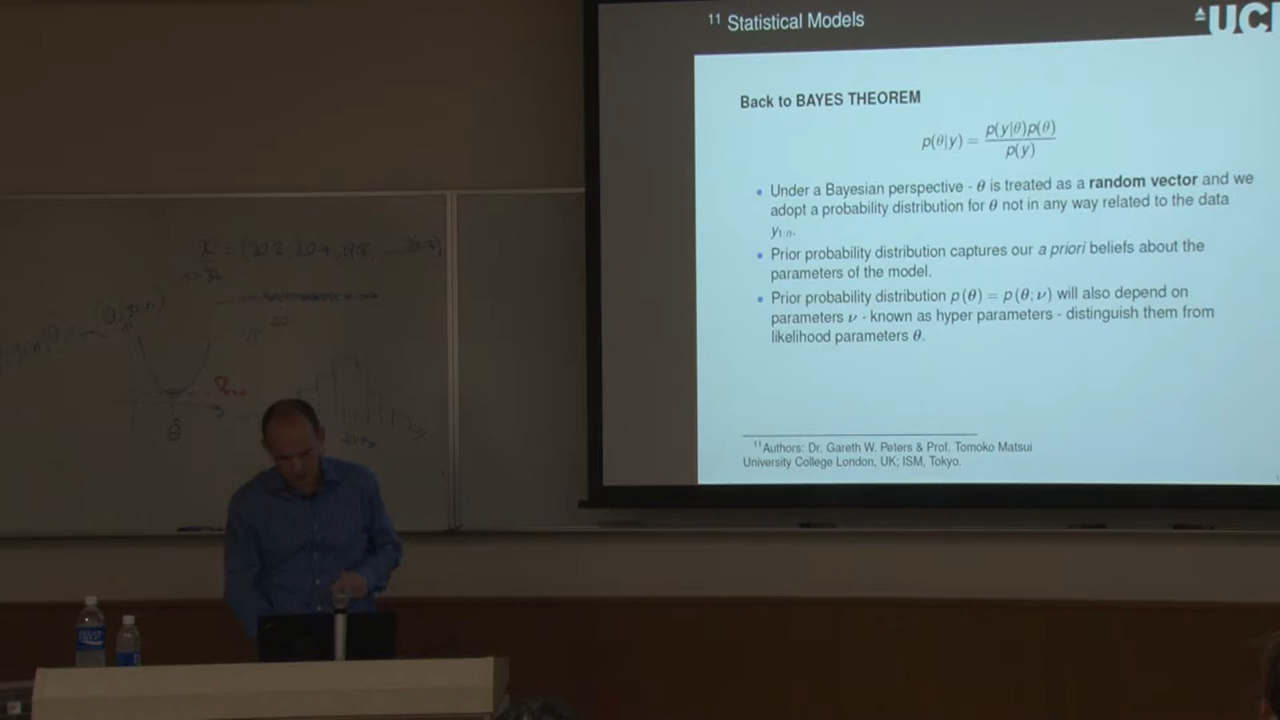 11 Statistical Models
UCL
Back to BAYES THEOREM
p(θ|y) = p(y|θ)p(θ) / p(y)
• Under a Bayesian perspective - θ is treated as a random vector and we
adopt a probability distribution for θ not in any way related to the data
y1:n.
• Prior probability distribution captures our a priori beliefs about the
parameters of the model.
• Prior probability distribution p(θ) = p(θ; ν) will also depend on
parameters ν - known as hyper parameters - distinguish them from
likelihood parameters θ.
11Authors: Dr. Gareth W. Peters & Prof. Tomoko Matsui
University College London, UK; ISM, Tokyo.